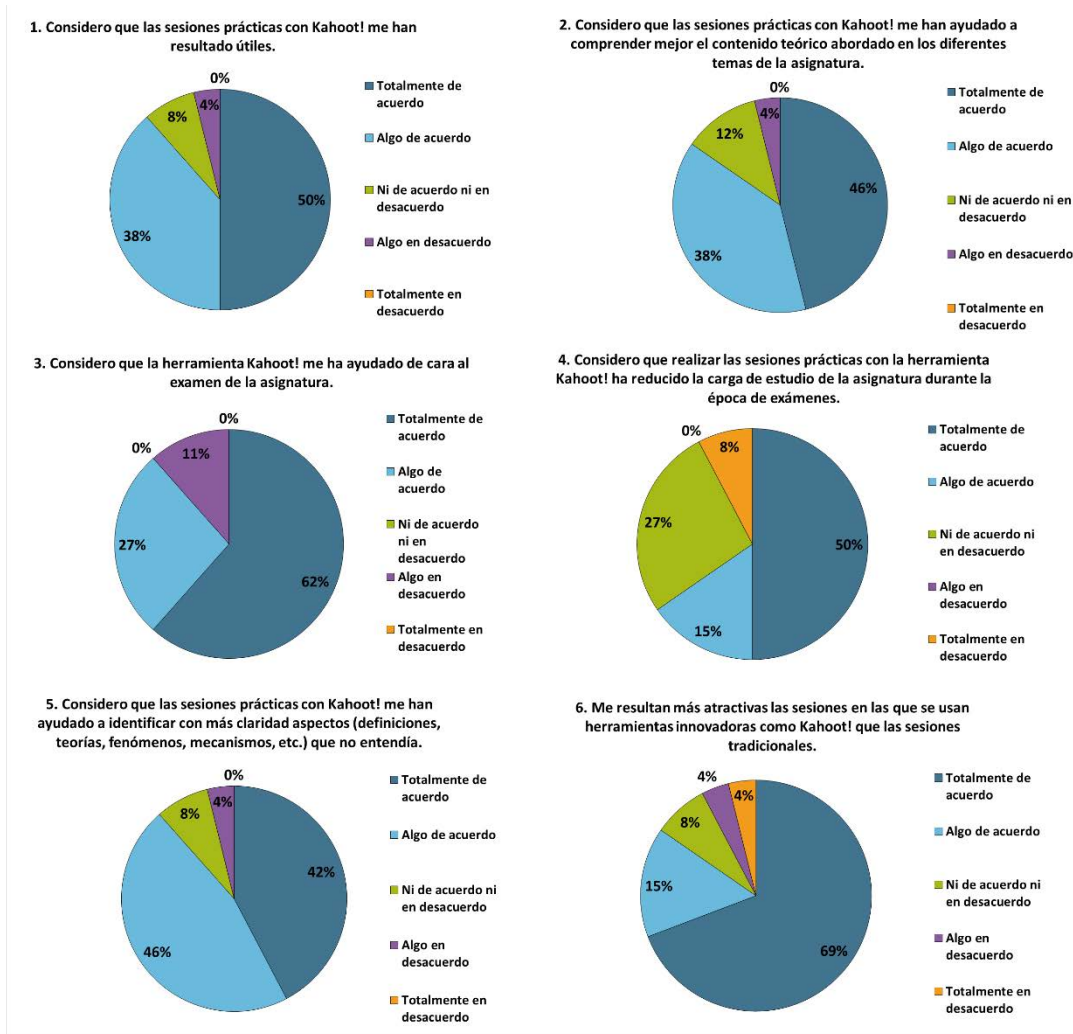 1. Considero que las sesiones prácticas con Kahoot! me han
resultado útiles.
0%
4%
8%
38%
50%
Totalmente de
acuerdo
Algo de acuerdo
Ni de acuerdo ni en
desacuerdo
Algo en desacuerdo
Totalmente en
desacuerdo
2. Considero que las sesiones prácticas con Kahoot! me han ayudado a
comprender mejor el contenido teórico abordado en los diferentes
temas de la asignatura.
0%
4%
12%
46%
38%
Totalmente de
acuerdo
Algo de acuerdo
Ni de acuerdo ni en
desacuerdo
Algo en desacuerdo
Totalmente en
desacuerdo
3. Considero que la herramienta Kahoot! me ha ayudado de cara al
examen de la asignatura.
0%
0%
11%
27%
62%
Totalmente de
acuerdo
Algo de
acuerdo
Ni de acuerdo
ni en
desacuerdo
Algo en
desacuerdo
Totalmente en
desacuerdo
4. Considero que realizar las sesiones prácticas con la herramienta
Kahoot! ha reducido la carga de estudio de la asignatura durante la
época de exámenes.
0%
8%
27%
50%
15%
Totalmente de
acuerdo
Algo de acuerdo
Ni de acuerdo ni
en desacuerdo
Algo en
desacuerdo
Totalmente en
desacuerdo
5. Considero que las sesiones prácticas con Kahoot! me han
ayudado a identificar con más claridad aspectos (definiciones,
teorías, fenómenos, mecanismos, etc.) que no entendía.
0%
4%
8%
42%
46%
Totalmente de
acuerdo
Algo de acuerdo
Ni de acuerdo ni
en desacuerdo
Algo en
desacuerdo
Totalmente en
desacuerdo
6. Me resultan más atractivas las sesiones en las que se usan
herramientas innovadoras como Kahoot! que las sesiones
tradicionales.
4%
4%
8%
15%
69%
Totalmente de
acuerdo
Algo de acuerdo
Ni de acuerdo ni
en desacuerdo
Algo en
desacuerdo
Totalmente en
desacuerdo